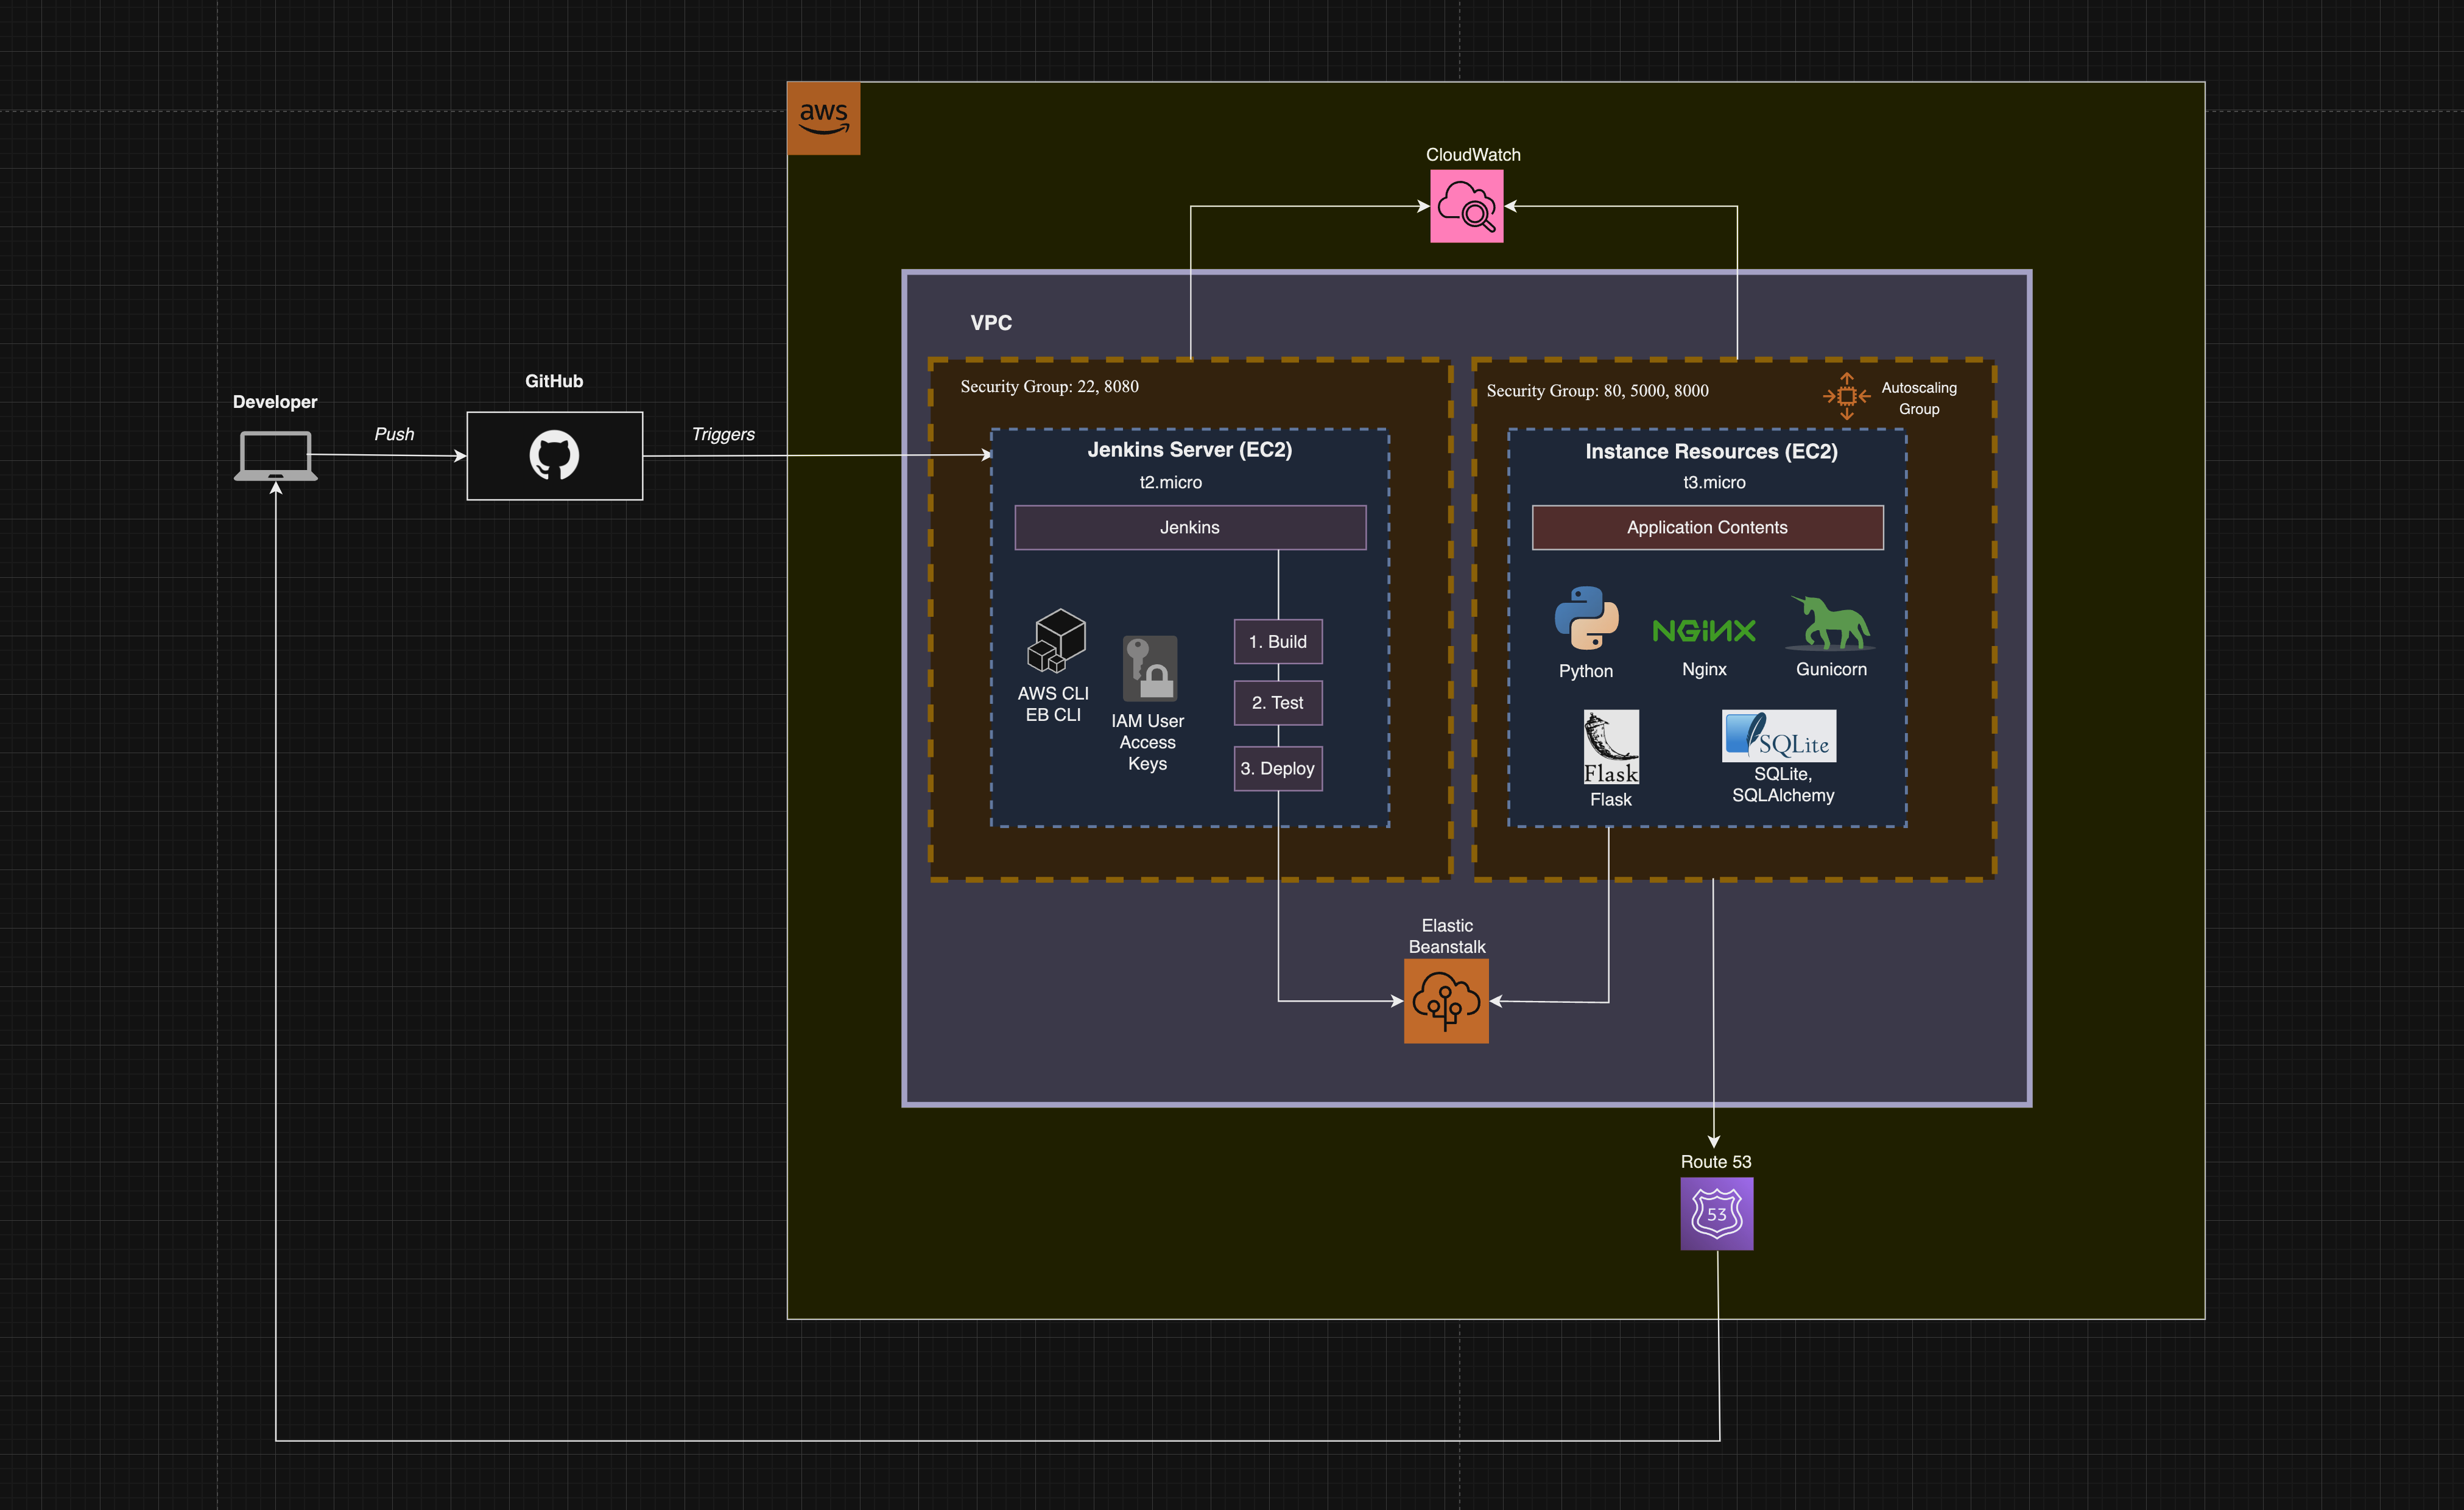 aws
CloudWatch
VPC
Security Group: 22, 8080
Security Group: 80, 5000, 8000
Autoscaling
Group
GitHub
Developer
Push
Triggers
Jenkins Server (EC2)
t2.micro
Jenkins
Instance Resources (EC2)
t3.micro
Application Contents
1. Build
2. Test
3. Deploy
AWS CLI
EB CLI
IAM User
Access
Keys
Python
NGINX
Nginx
Gunicorn
Flask
Flask
SQLite
SQLite,
SQLAlchemy
Elastic
Beanstalk
Route 53
53